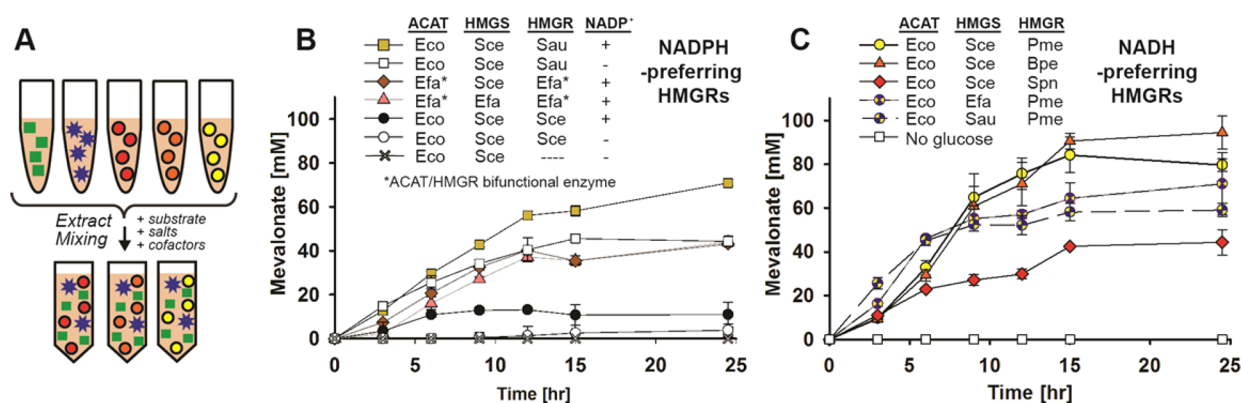 A
Extract
Mixing
+ substrate
+ salts
+ cofactors
B
ACAT HMGS HMGR NADP+
Eco Sce Sau +
Eco Sce Sau -
Efa* Sce Efa* +
Efa* Efa Efa* +
Eco Sce Sce +
Eco Sce Sce -
Eco Sce ---- -
*ACAT/HMGR bifunctional enzyme
NADPH
-preferring
HMGRs
Mevalonate [mM]
100
80
60
40
20
0
0 5 10 15 20 25
Time [hr]
C
ACAT HMGS HMGR
Eco Sce Pme
Eco Sce Bpe
Eco Sce Spn
Eco Efa Pme
Eco Sau Pme
No glucose
NADH
-preferring
HMGRs
Mevalonate [mM]
100
80
60
40
20
0
0 5 10 15 20 25
Time [hr]